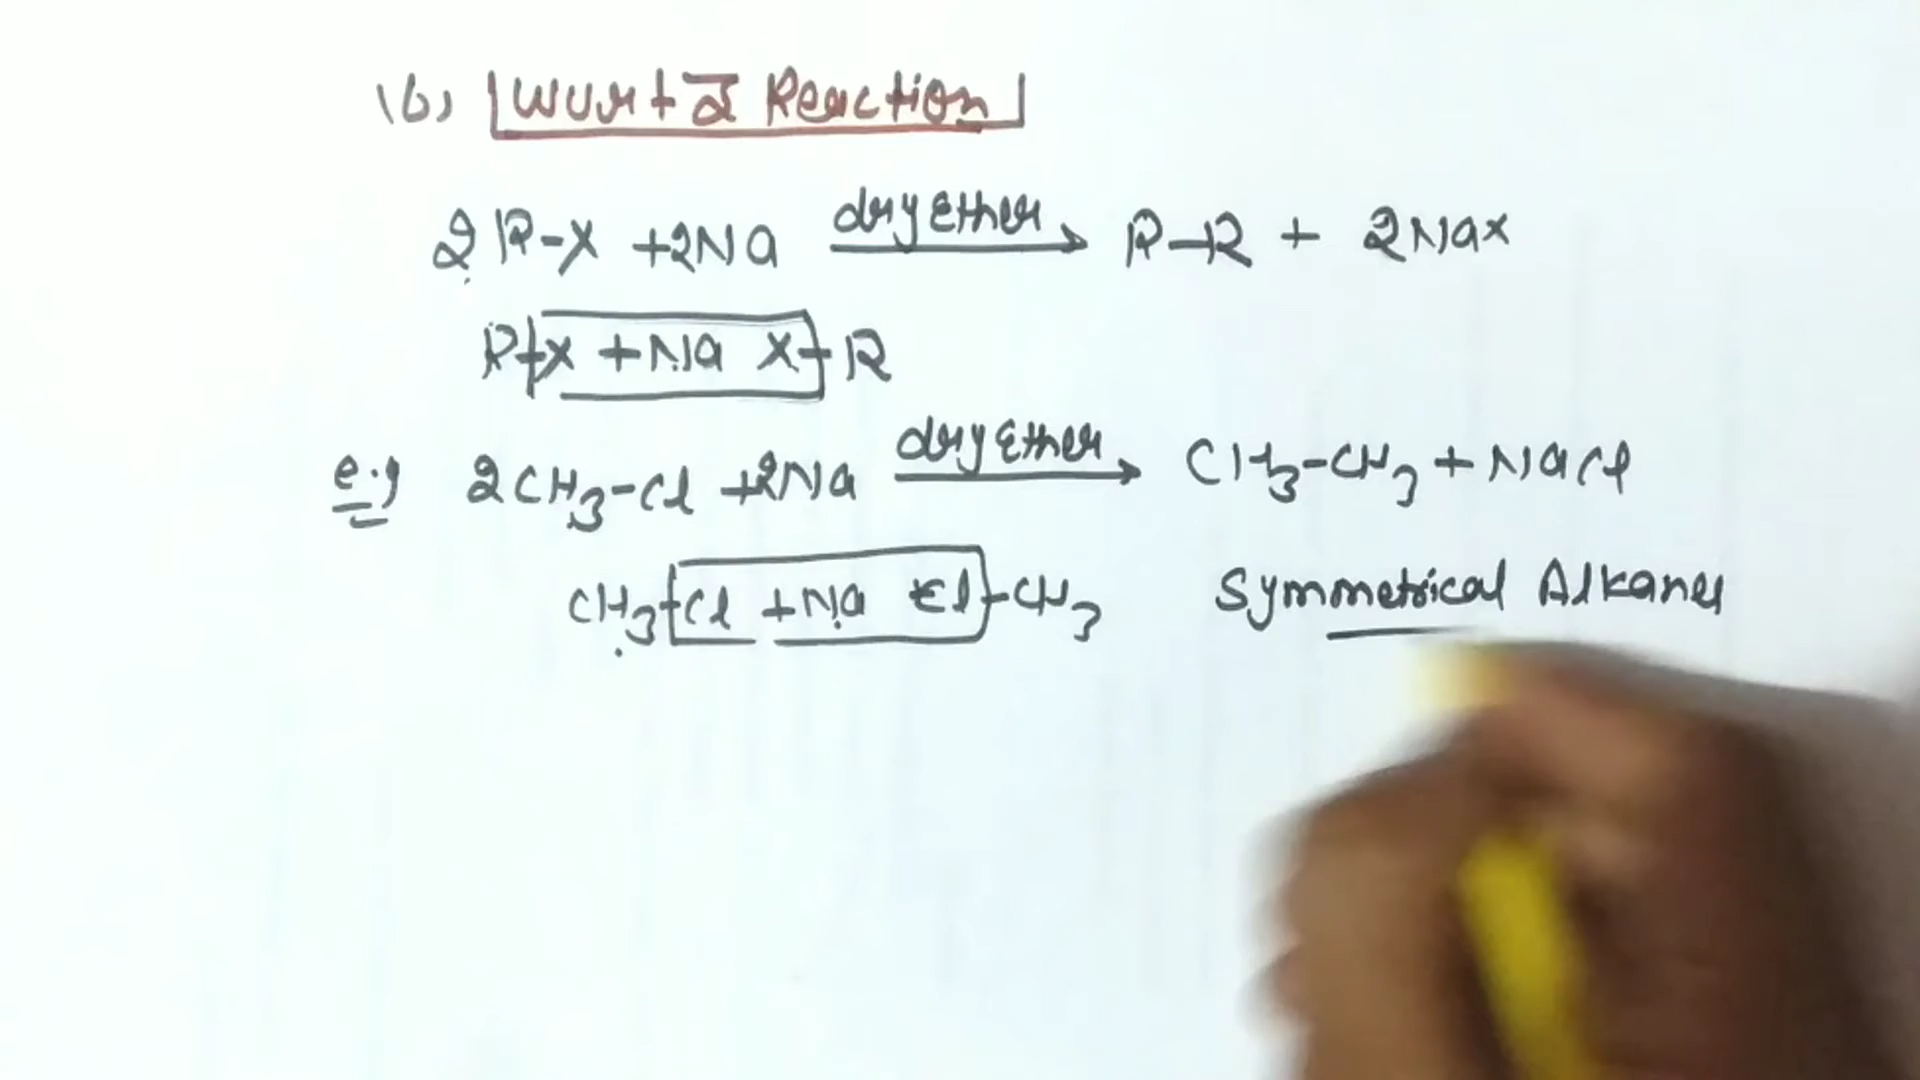 (b) Wurtz Reaction
2R-X +2Na dry Ether → R-R + 2Nax
R-X +Na X-R
e.g 2CH₃-Cl +2Na dry Ether → CH₃-CH₃ + NaCl
CH₃-Cl +Na Cl-CH₃ Symmetrical Alkanes